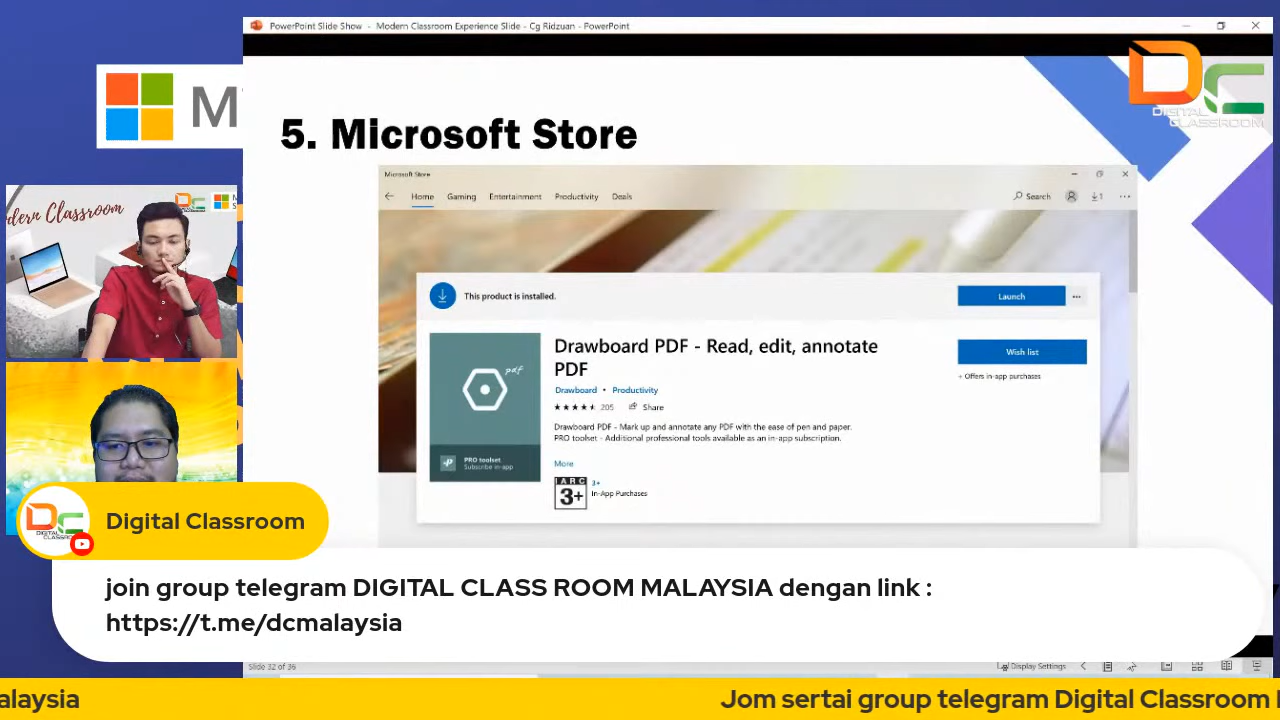 PowerPoint Slide Show - Modern Classroom Experience Slide - Cg Ridzuan - PowerPoint
DIGITAL
CLASSROOM
5. Microsoft Store
Microsoft Store
Home Gaming Entertainment Productivity Deals
Search
1
dern Classroom
This product is installed.
Launch
Drawboard PDF - Read, edit, annotate
PDF
Wish list
+ Offers in-app purchases
Drawboard • Productivity
205 Share
Drawboard PDF - Mark up and annotate any PDF with the ease of pen and paper.
PRO toolset - Additional professional tools available as an in-app subscription.
More
pdf
PRO toolset
Subscribe in-app
IARC
3+
3+
In-App Purchases
Digital Classroom
join group telegram DIGITAL CLASS ROOM MALAYSIA dengan link :
https://t.me/dcmalaysia
Slide 32 of 36
Display Settings
alaysia
Jom sertai group telegram Digital Classroom